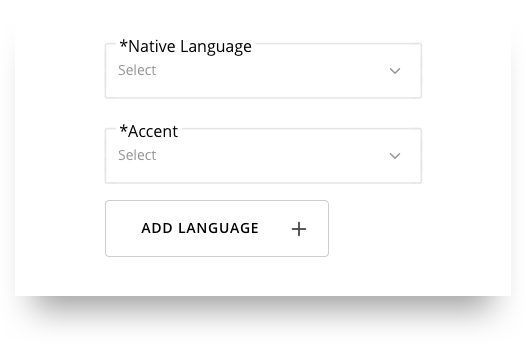 *Native Language
Select
*Accent
Select
ADD LANGUAGE +